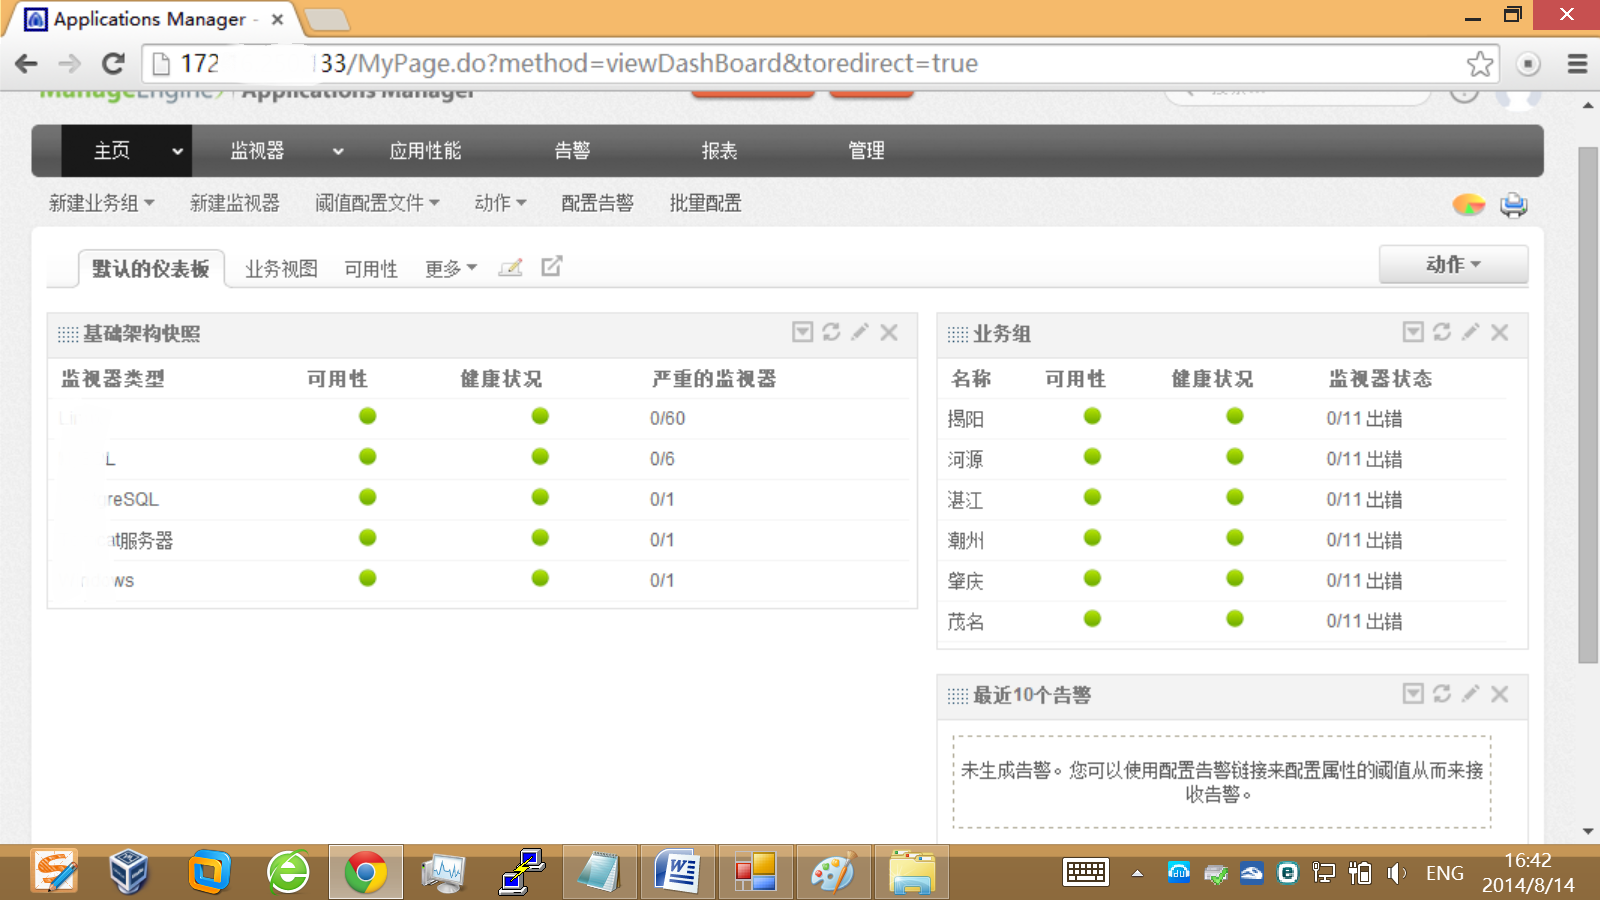 Applications Manager -
172 133/MyPage.do?method=viewDashBoard&toredirect=true
ManageEngine Applications Manager
主页 监视器 应用性能 告警 报表 管理
新建业务组 新建监视器 阈值配置文件 动作 配置告警 批量配置
默认的仪表板 业务视图 可用性 更多 动作
基础架构快照
监视器类型 可用性 健康状况 严重的监视器
0/60
L 0/6
reSQL 0/1
at服务器 0/1
ws 0/1
业务组
名称 可用性 健康状况 监视器状态
揭阳 0/11 出错
河源 0/11 出错
湛江 0/11 出错
潮州 0/11 出错
肇庆 0/11 出错
茂名 0/11 出错
最近10个告警
未生成告警。您可以使用配置告警链接来配置属性的阈值从而来接
收告警。
ENG
16:42
2014/8/14